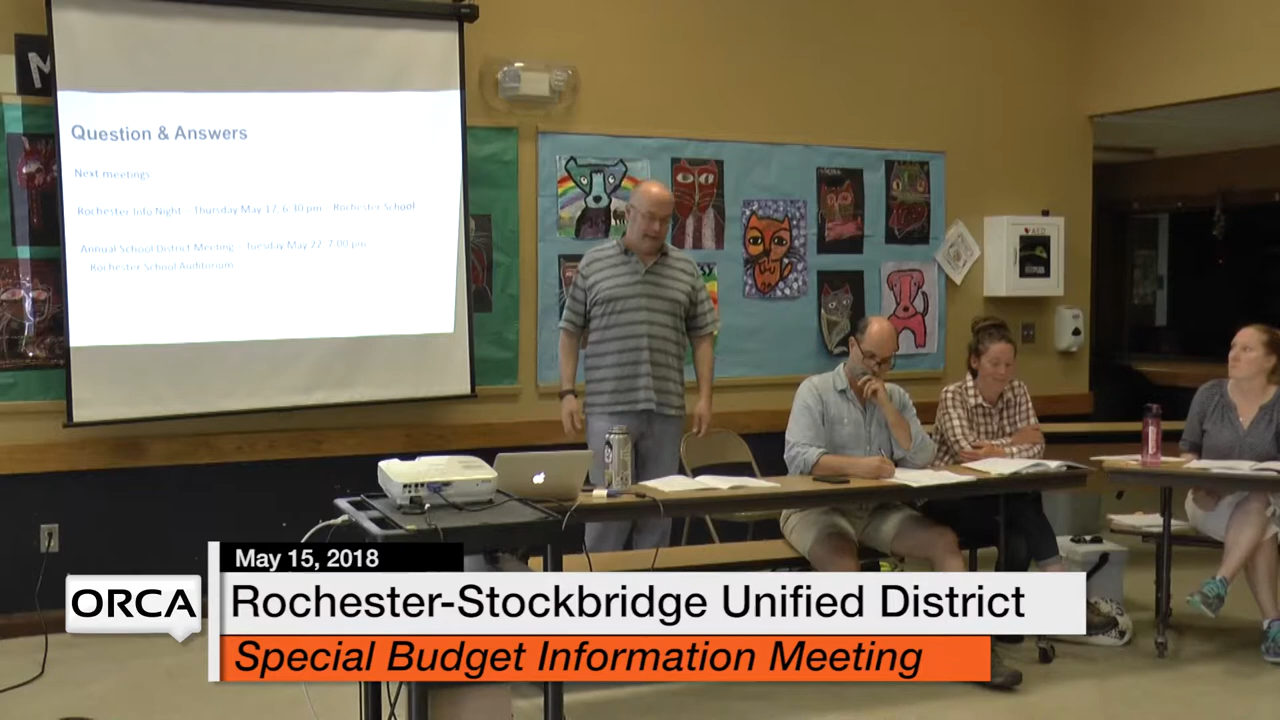 M
Question & Answers
Next meetings
Rochester Info Night - Thursday May 17, 6:30 pm - Rochester School
Annual School District Meeting - Tuesday May 22, 7:00 pm
Rochester School Auditorium
AED
May 15, 2018
ORCA
Rochester-Stockbridge Unified District
Special Budget Information Meeting